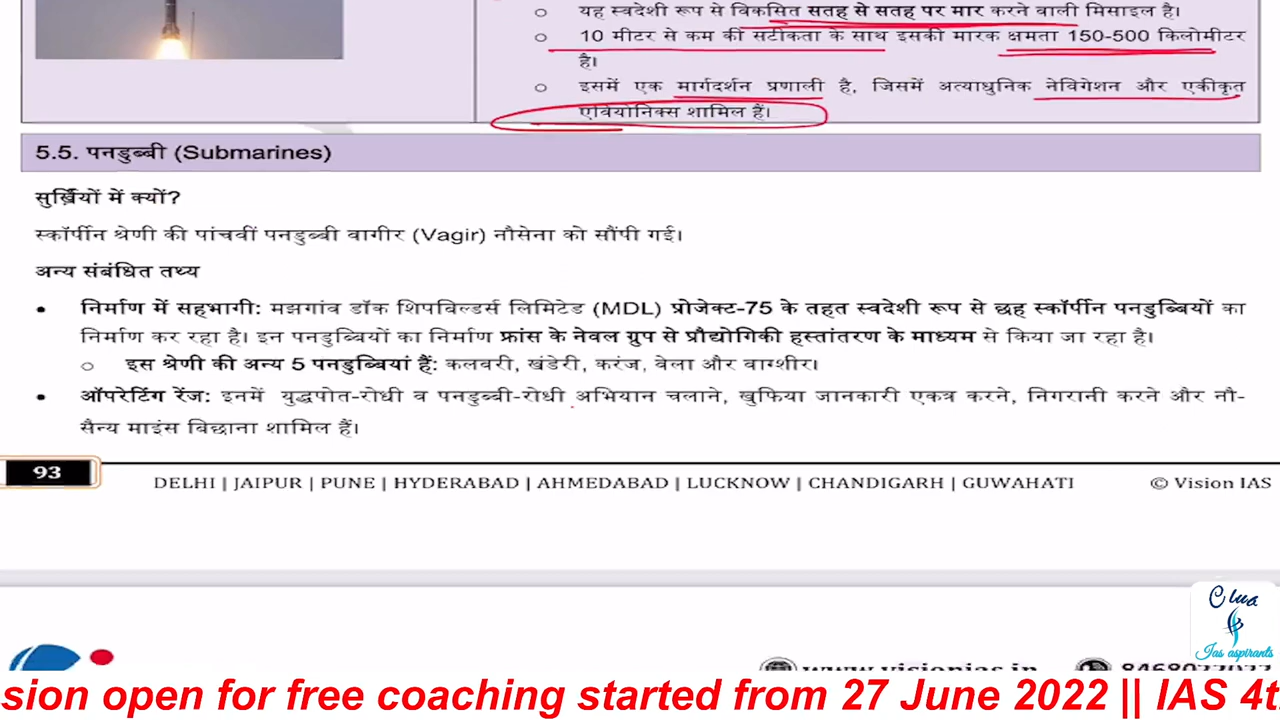 यह स्वदेशी रूप से विकसित सतह से सतह पर मार करने वाली मिसाइल है।
10 मीटर से कम की सटीकता के साथ इसकी मारक क्षमता 150-500 किलोमीटर
है।
इसमें एक मार्गदर्शन प्रणाली है, जिसमें अत्याधुनिक नेविगेशन और एकीकृत
एवियोनिक्स शामिल हैं।
5.5. पनडुब्बी (Submarines)
सुर्ख़ियों में क्यों?
स्कॉर्पीन श्रेणी की पांचवीं पनडुब्बी वागीर (Vagir) नौसेना को सौंपी गई।
अन्य संबंधित तथ्य
निर्माण में सहभागी: मझगांव डॉक शिपबिल्डर्स लिमिटेड (MDL) प्रोजेक्ट-75 के तहत स्वदेशी रूप से छह स्कॉर्पीन पनडुब्बियों का
निर्माण कर रहा है। इन पनडुब्बियों का निर्माण फ्रांस के नेवल ग्रुप से प्रौद्योगिकी हस्तांतरण के माध्यम से किया जा रहा है।
इस श्रेणी की अन्य 5 पनडुब्बियां हैं: कलवरी, खंडेरी, करंज, वेला और वाग्शीर।
ऑपरेटिंग रेंज: इनमें युद्धपोत-रोधी व पनडुब्बी-रोधी अभियान चलाने, खुफिया जानकारी एकत्र करने, निगरानी करने और नौ-
सैन्य माइंस बिछाना शामिल हैं।
93 DELHI | JAIPUR | PUNE | HYDERABAD | AHMEDABAD | LUCKNOW | CHANDIGARH | GUWAHATI © Vision IAS
Ias aspirants
www.visionias.in
sion open for free coaching started from 27 June 2022 || IAS 4t